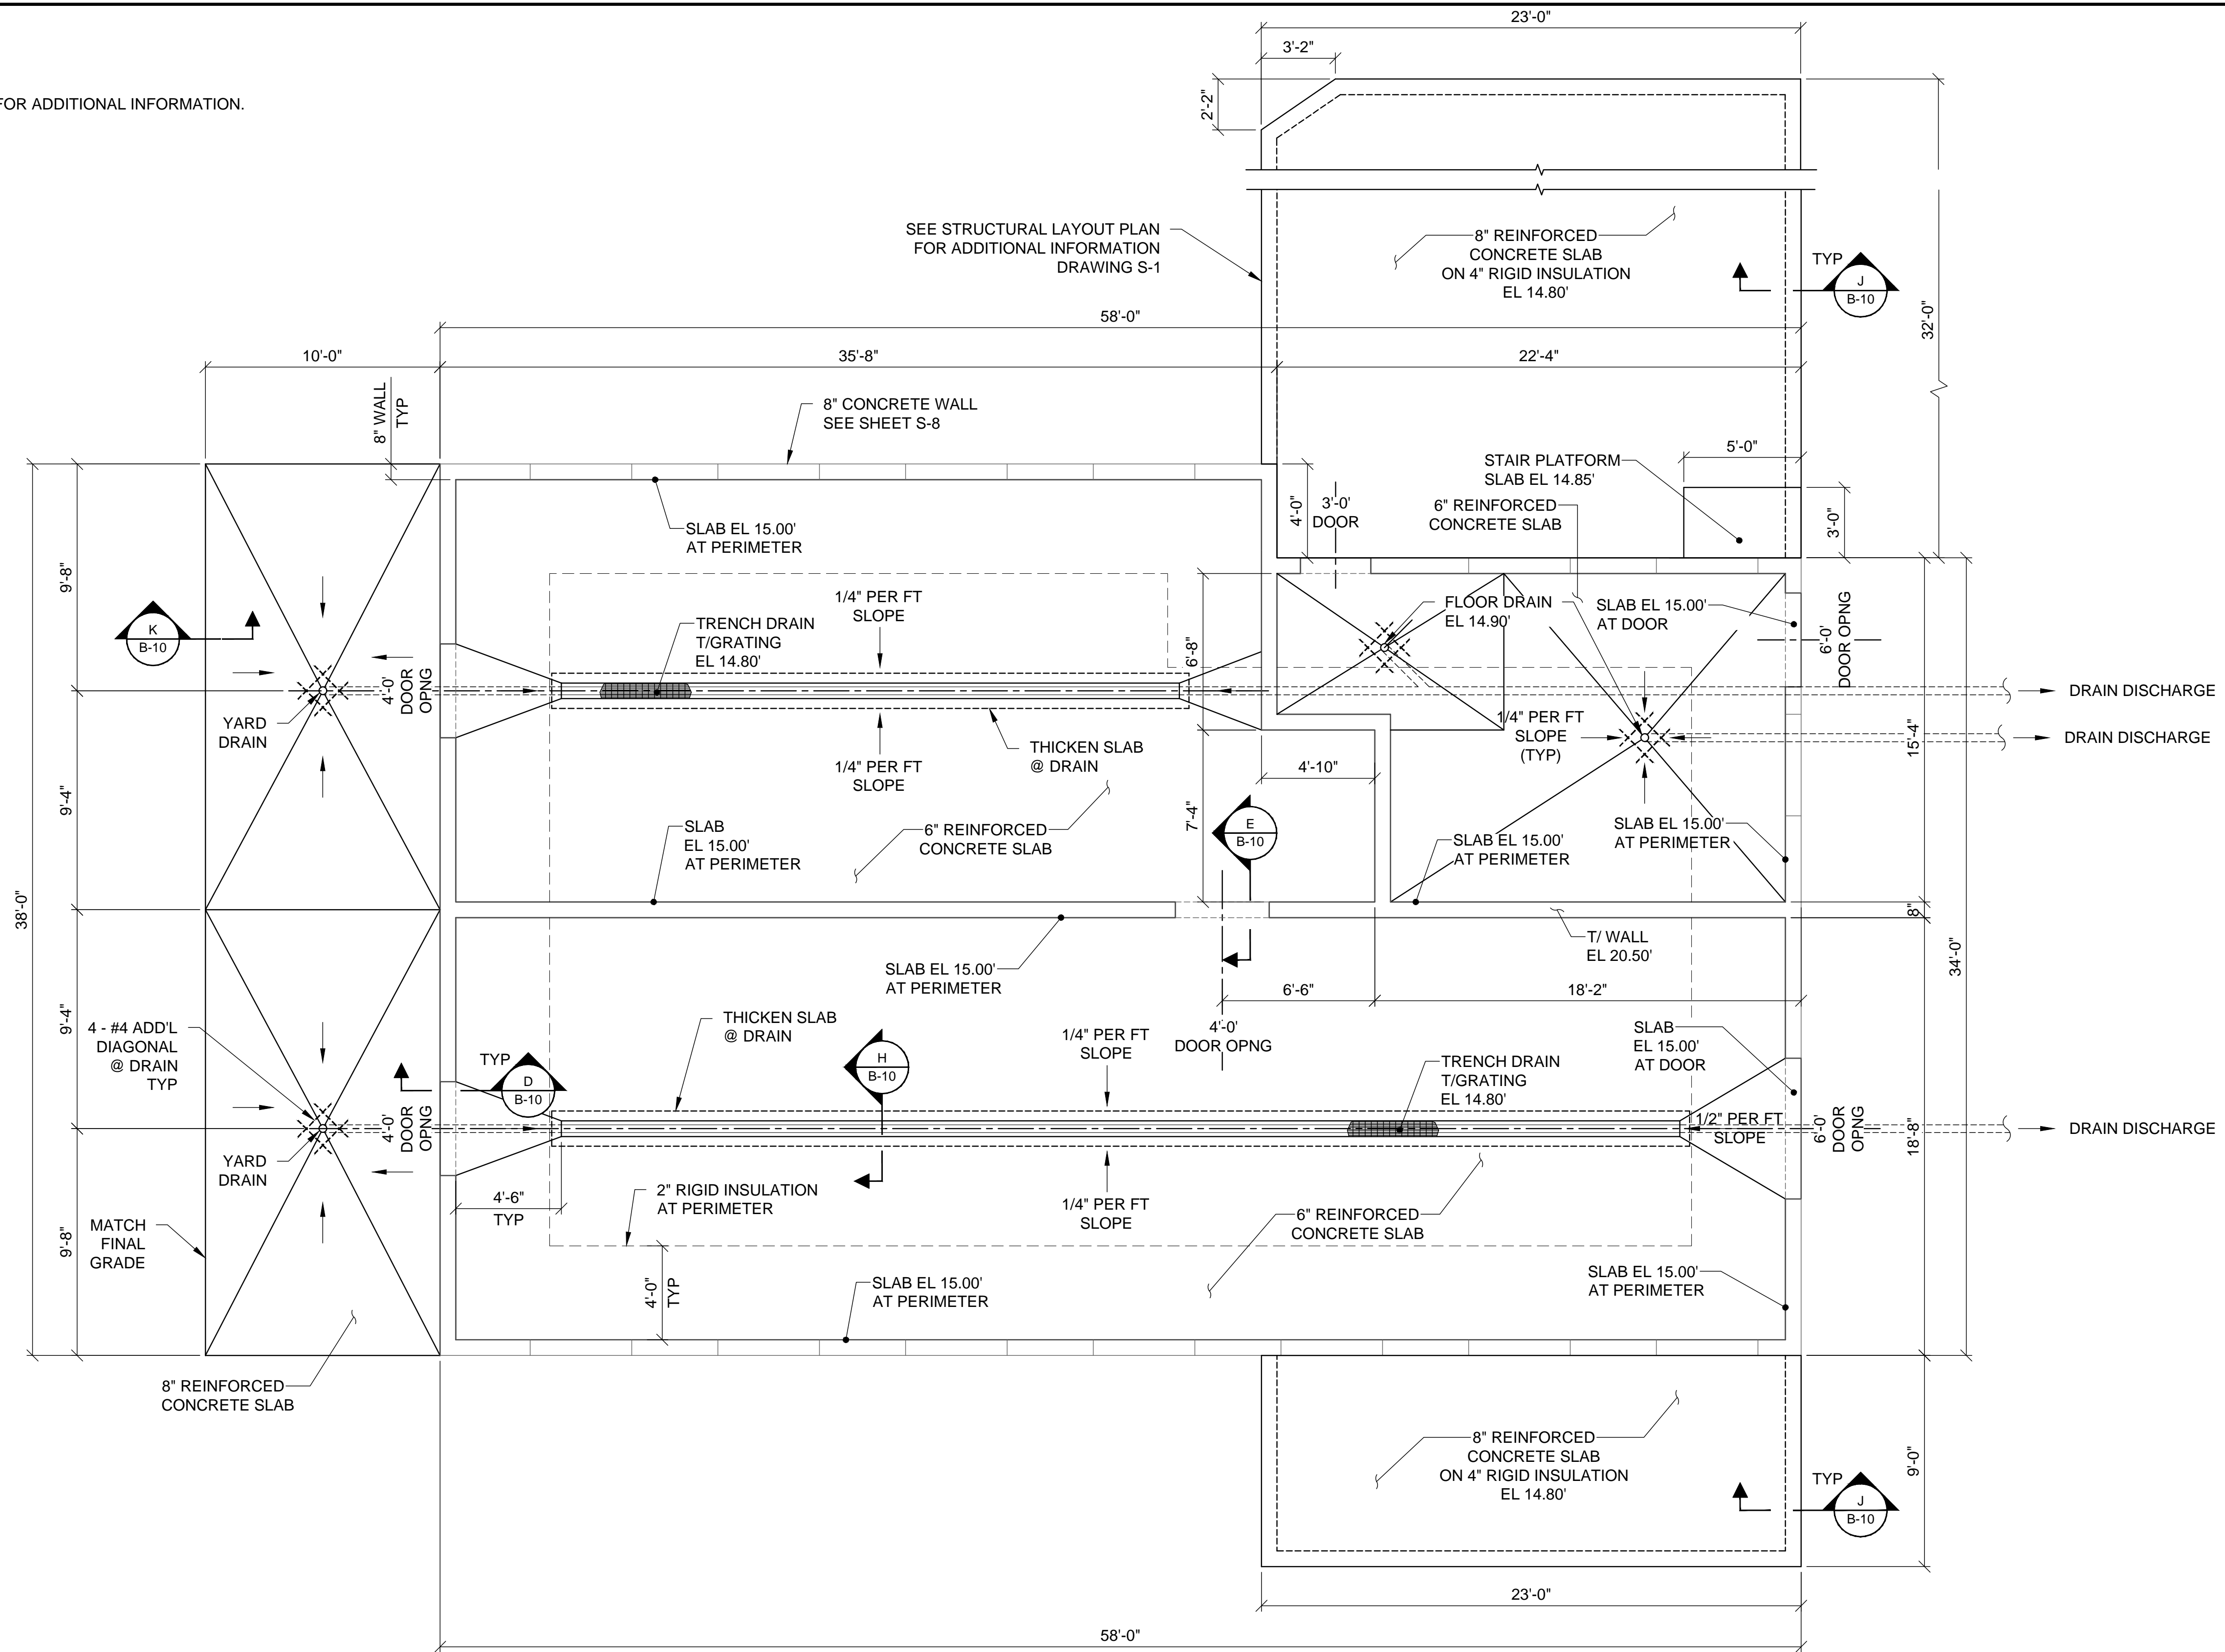 23'-0"
3'-2"
2'-2"
FOR ADDITIONAL INFORMATION.
SEE STRUCTURAL LAYOUT PLAN
FOR ADDITIONAL INFORMATION
DRAWING S-1
8" REINFORCED
CONCRETE SLAB
ON 4" RIGID INSULATION
EL 14.80'
TYP
J
B-10
32'-0"
58'-0"
10'-0"
35'-8"
22'-4"
8" WALL
TYP
8" CONCRETE WALL
SEE SHEET S-8
5'-0"
STAIR PLATFORM
SLAB EL 14.85'
4'-0"
3'-0'
DOOR
6" REINFORCED
CONCRETE SLAB
3'-0"
SLAB EL 15.00'
AT PERIMETER
9'-8"
1/4" PER FT
SLOPE
TRENCH DRAIN
T/GRATING
EL 14.80'
6'-8"
FLOOR DRAIN
EL 14.90'
SLAB EL 15.00'
AT DOOR
6'-0'
DOOR OPNG
K
B-10
4'-0'
DOOR
OPNG
YARD
DRAIN
DRAIN DISCHARGE
1/4" PER FT
SLOPE
(TYP)
DRAIN DISCHARGE
15'-4"
THICKEN SLAB
@ DRAIN
1/4" PER FT
SLOPE
4'-10"
9'-4"
7'-4"
SLAB
EL 15.00'
AT PERIMETER
6" REINFORCED
CONCRETE SLAB
E
B-10
SLAB EL 15.00'
AT PERIMETER
SLAB EL 15.00'
AT PERIMETER
38'-0"
8"
T/ WALL
EL 20.50'
34'-0"
SLAB EL 15.00'
AT PERIMETER
6'-6"
18'-2"
9'-4"
4 - #4 ADD'L
DIAGONAL
@ DRAIN
TYP
THICKEN SLAB
@ DRAIN
1/4" PER FT
SLOPE
4'-0'
DOOR OPNG
SLAB
EL 15.00'
AT DOOR
TYP
D
B-10
H
B-10
TRENCH DRAIN
T/GRATING
EL 14.80'
4'-0'
DOOR
OPNG
1/2" PER FT
SLOPE
6'-0'
DOOR
OPNG
18'-8"
DRAIN DISCHARGE
YARD
DRAIN
4'-6"
TYP
2" RIGID INSULATION
AT PERIMETER
1/4" PER FT
SLOPE
6" REINFORCED
CONCRETE SLAB
MATCH
FINAL
GRADE
9'-8"
4'-0"
TYP
SLAB EL 15.00'
AT PERIMETER
SLAB EL 15.00'
AT PERIMETER
8" REINFORCED
CONCRETE SLAB
8" REINFORCED
CONCRETE SLAB
ON 4" RIGID INSULATION
EL 14.80'
TYP
J
B-10
9'-0"
23'-0"
58'-0"